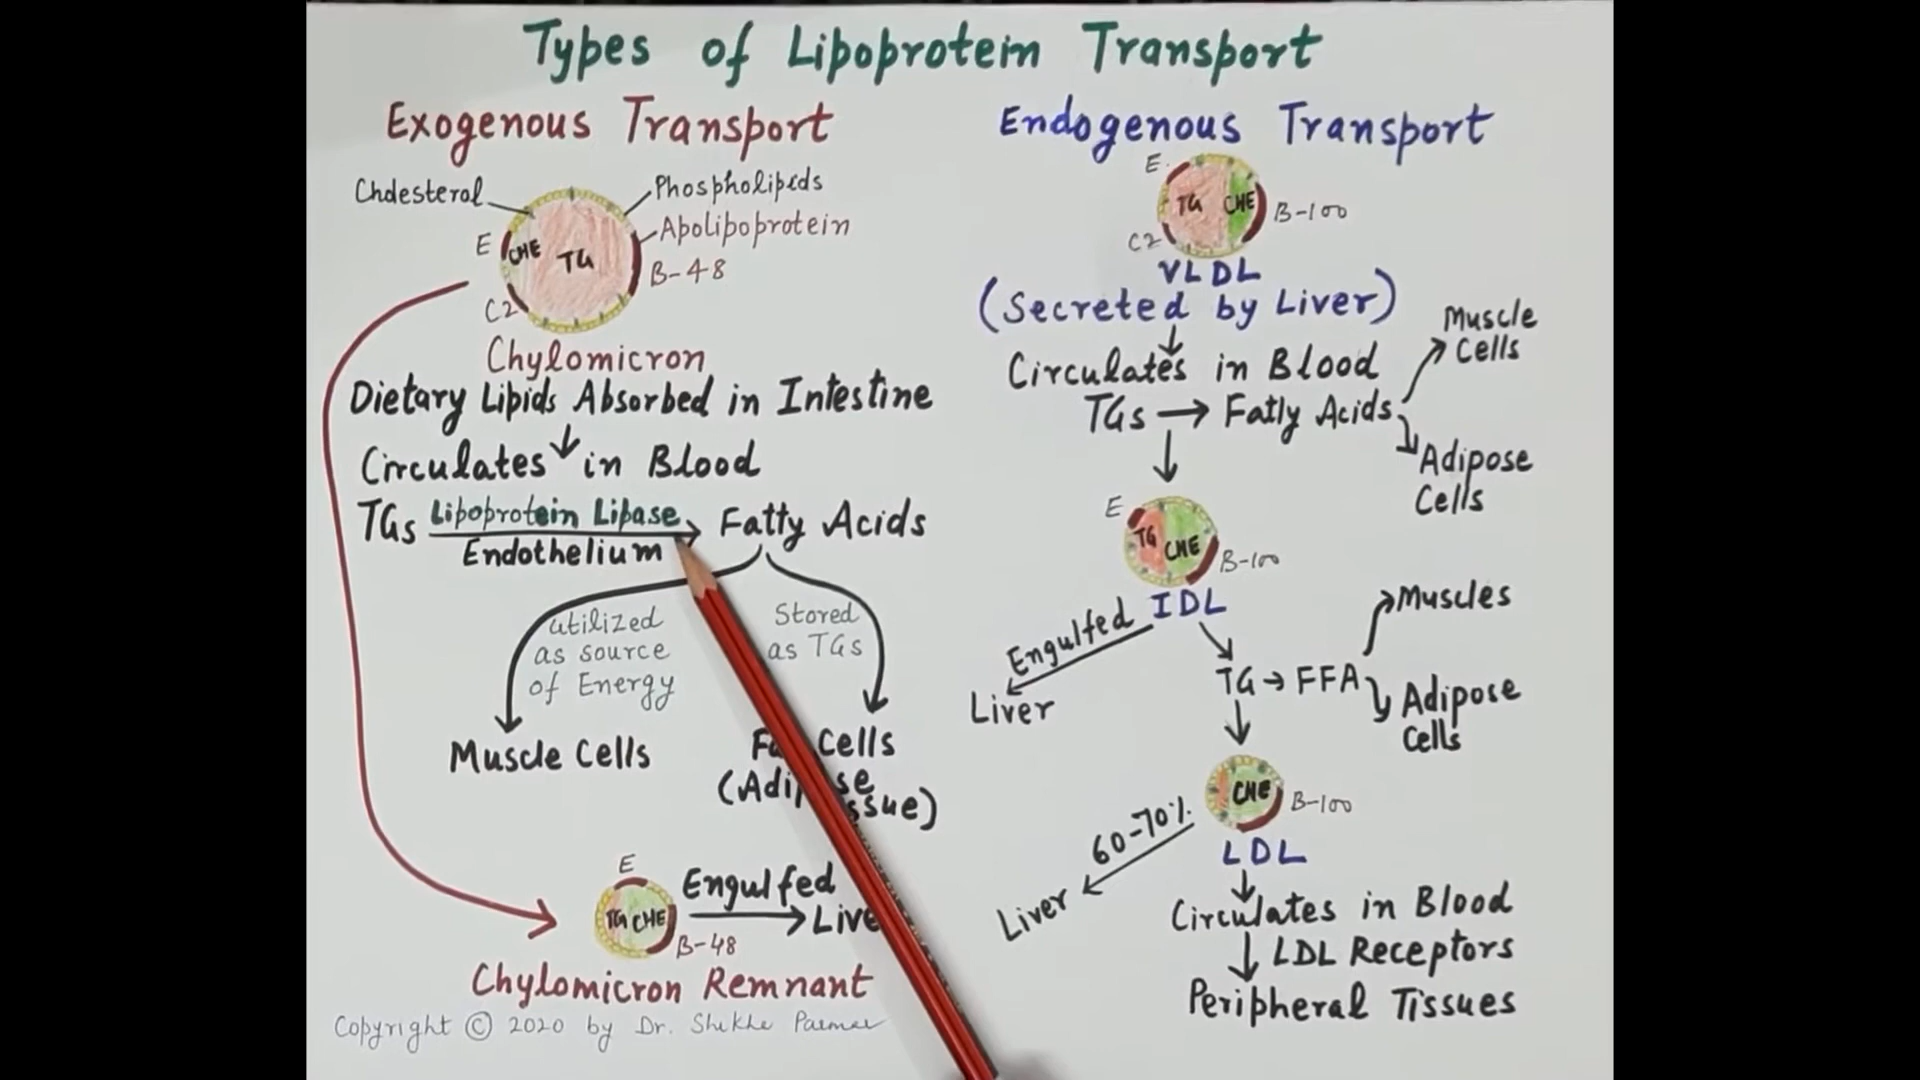 Types of Lipoprotein Transport
Exogenous Transport
Cholesterol
Phospholipids
Apolipoprotein
E
CHE
TG
B-48
C2
Chylomicron
Dietary Lipids Absorbed in Intestine
Circulates in Blood
TGs Lipoprotein Lipase Fatty Acids
Endothelium
utilized
as source
of Energy
Stored
as TGs
Muscle Cells
Cells
E
TG CHE
B-48
Engulfed
Chylomicron Remnant
Copyright © 2020 by Dr.
Endogenous Transport
E
TG CHE
B-100
C2
VLDL
(Secreted by Liver)
Circulates in Blood
TGs → Fatty Acids
Muscle
Cells
Adipose
Cells
E
TG CHE
B-100
IDL
Engulfed
Liver
TG → FFA
Muscles
Adipose
Cells
CHE
B-100
LDL
60-70%
Liver
Circulates in Blood
LDL Receptors
Peripheral Tissues